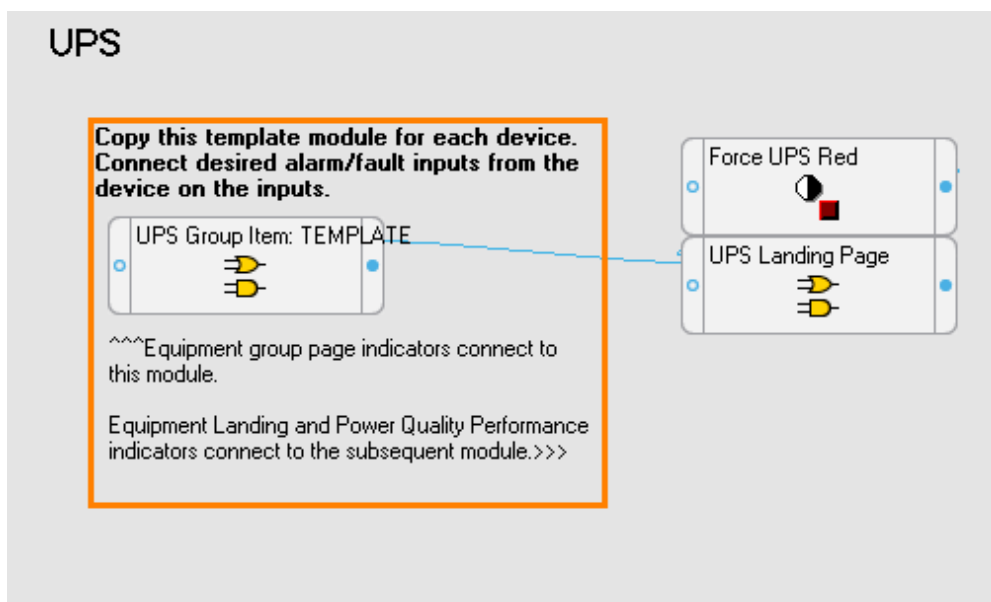 UPS
Copy this template module for each device.
Connect desired alarm/fault inputs from the
device on the inputs.
UPS Group Item: TEMPLATE
^^^Equipment group page indicators connect to
this module.
Equipment Landing and Power Quality Performance
indicators connect to the subsequent module.>>>
Force UPS Red
UPS Landing Page